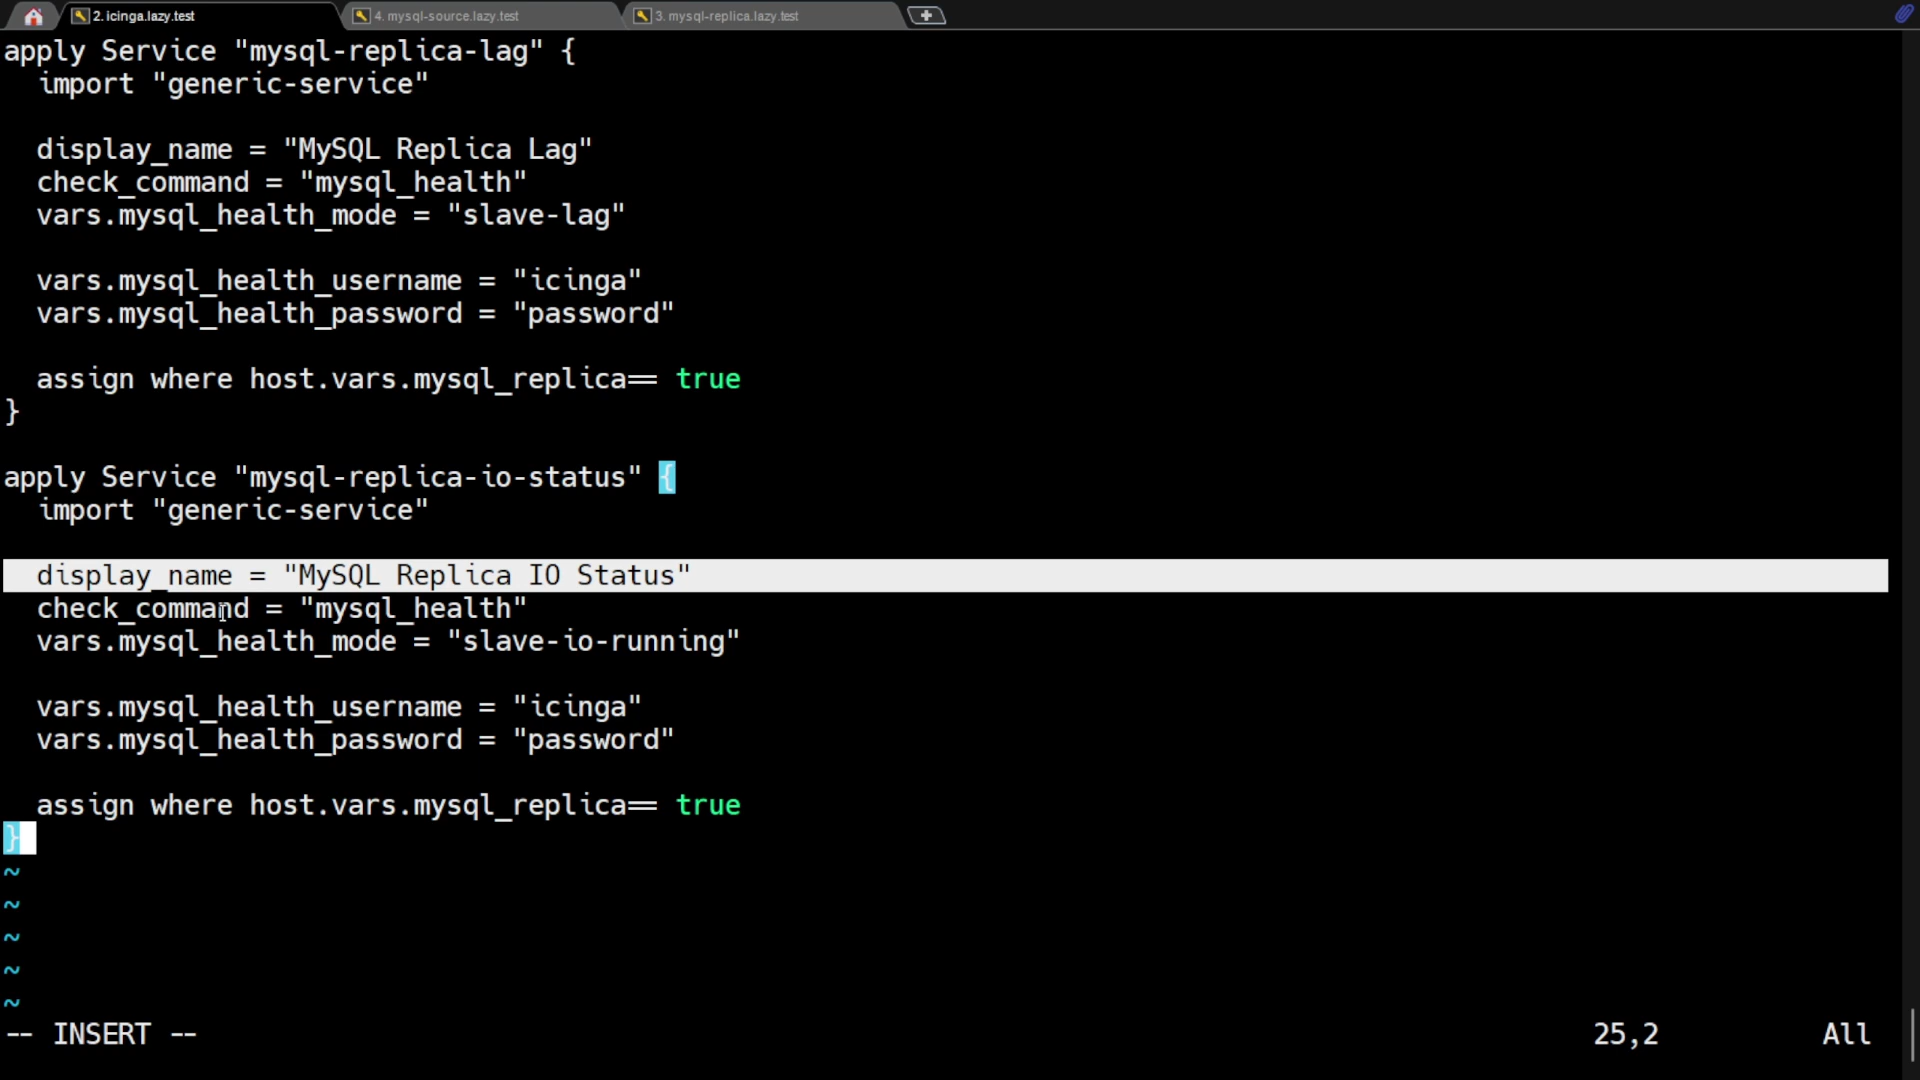 2. icinga.lazy.test
4. mysql-source.lazy.test
3. mysql-replica.lazy.test
apply Service "mysql-replica-lag" {
  import "generic-service"

  display_name = "MySQL Replica Lag"
  check_command = "mysql_health"
  vars.mysql_health_mode = "slave-lag"

  vars.mysql_health_username = "icinga"
  vars.mysql_health_password = "password"

  assign where host.vars.mysql_replica== true
}

apply Service "mysql-replica-io-status" {
  import "generic-service"

  display_name = "MySQL Replica IO Status"
  check_command = "mysql_health"
  vars.mysql_health_mode = "slave-io-running"

  vars.mysql_health_username = "icinga"
  vars.mysql_health_password = "password"

  assign where host.vars.mysql_replica== true
}
~
~
~
~
~
-- INSERT -- 25,2 All